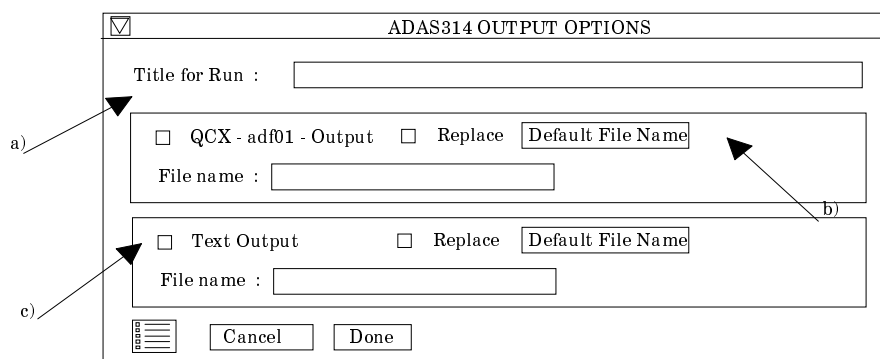 ADAS314 OUTPUT OPTIONS
Title for Run :
a)
QCX - adf01 - Output Replace Default File Name
File name :
b)
Text Output Replace Default File Name
File name :
c)
Cancel Done